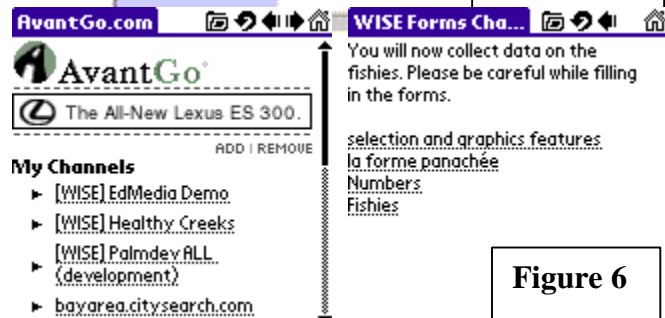 AvantGo.com
AvantGo
The All-New Lexus ES 300.
ADD | REMOVE
My Channels
[WISE] EdMedia Demo
[WISE] Healthy Creeks
[WISE] Palmdev ALL
(development)
bayarea.citysearch.com
WISE Forms Cha...
You will now collect data on the
fishies. Please be careful while filling
in the forms.
selection and graphics features
la forme panachée
Numbers
Fishies
Figure 6